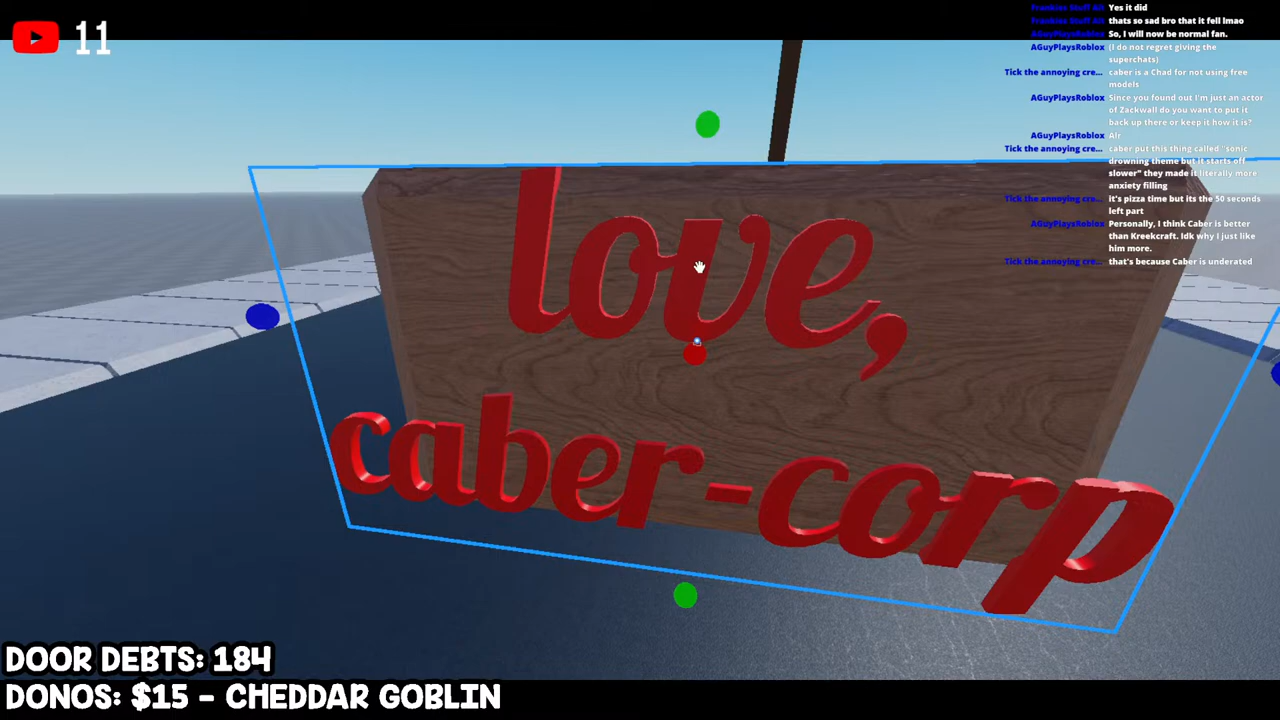 11
Frankies Stuff Alt Yes it did
Frankies Stuff Alt thats so sad bro that it fell lmao
AGuyPlaysRoblox So, I will now be normal fan.
AGuyPlaysRoblox (I do not regret giving the
superchats)
Tick the annoying cre... caber is a Chad for not using free
models
AGuyPlaysRoblox Since you found out I'm just an actor
of Zackwall do you want to put it
back up there or keep it how it is?
AGuyPlaysRoblox Alr
Tick the annoying cre... caber put this thing called "sonic
drowning theme but it starts off
slower" they made it literally more
anxiety filling
Tick the annoying cre... it's pizza time but its the 50 seconds
left part
AGuyPlaysRoblox Personally, I think Caber is better
than Kreekcraft. Idk why I just like
him more.
Tick the annoying cre... that's because Caber is underated
love,
caber-corp
DOOR DEBTS: 184
DONOS: $15 - CHEDDAR GOBLIN